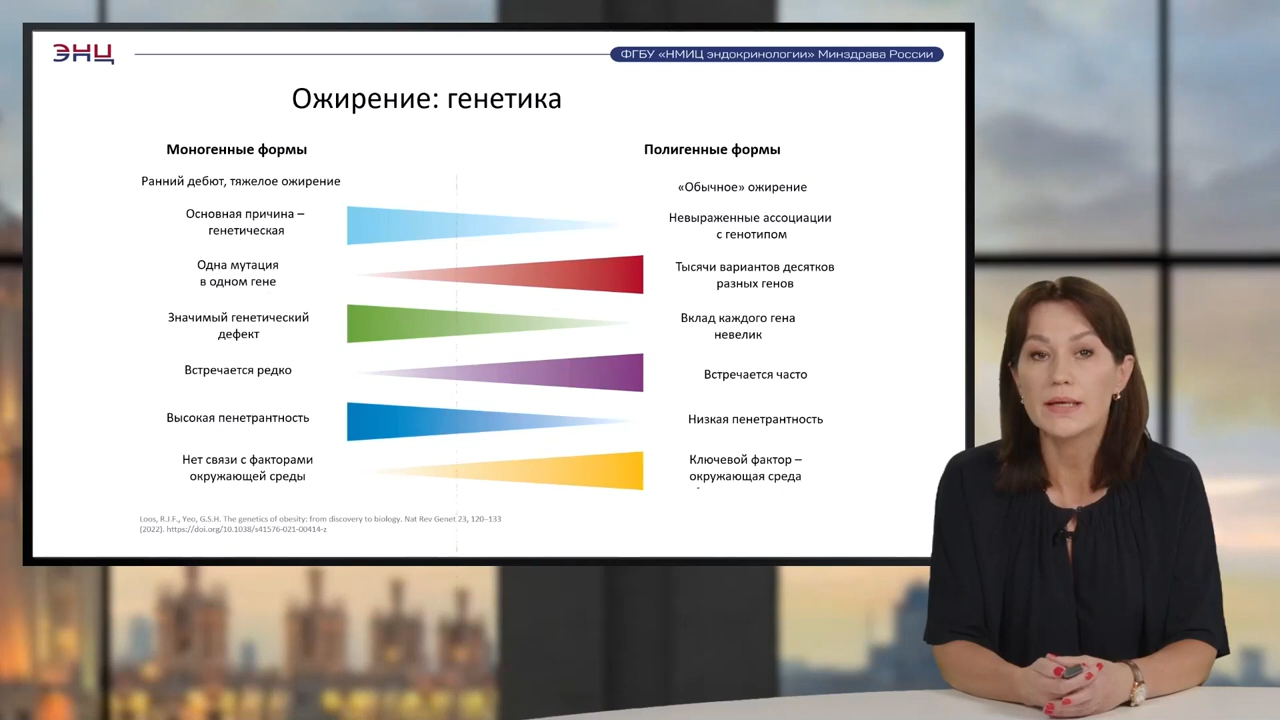 ЭНЦ
ФГБУ «НМИЦ эндокринологии» Минздрава России
Ожирение: генетика
Моногенные формы
Полигенные формы
Ранний дебют, тяжелое ожирение
«Обычное» ожирение
Основная причина –
генетическая
Невыраженные ассоциации
с генотипом
Одна мутация
в одном гене
Тысячи вариантов десятков
разных генов
Значимый генетический
дефект
Вклад каждого гена
невелик
Встречается редко
Встречается часто
Высокая пенетрантность
Низкая пенетрантность
Нет связи с факторами
окружающей среды
Ключевой фактор –
окружающая среда
Loos, R.J.F., Yeo, G.S.H. The genetics of obesity: from discovery to biology. Nat Rev Genet 23, 120–133
(2022). https://doi.org/10.1038/s41576-021-00414-z